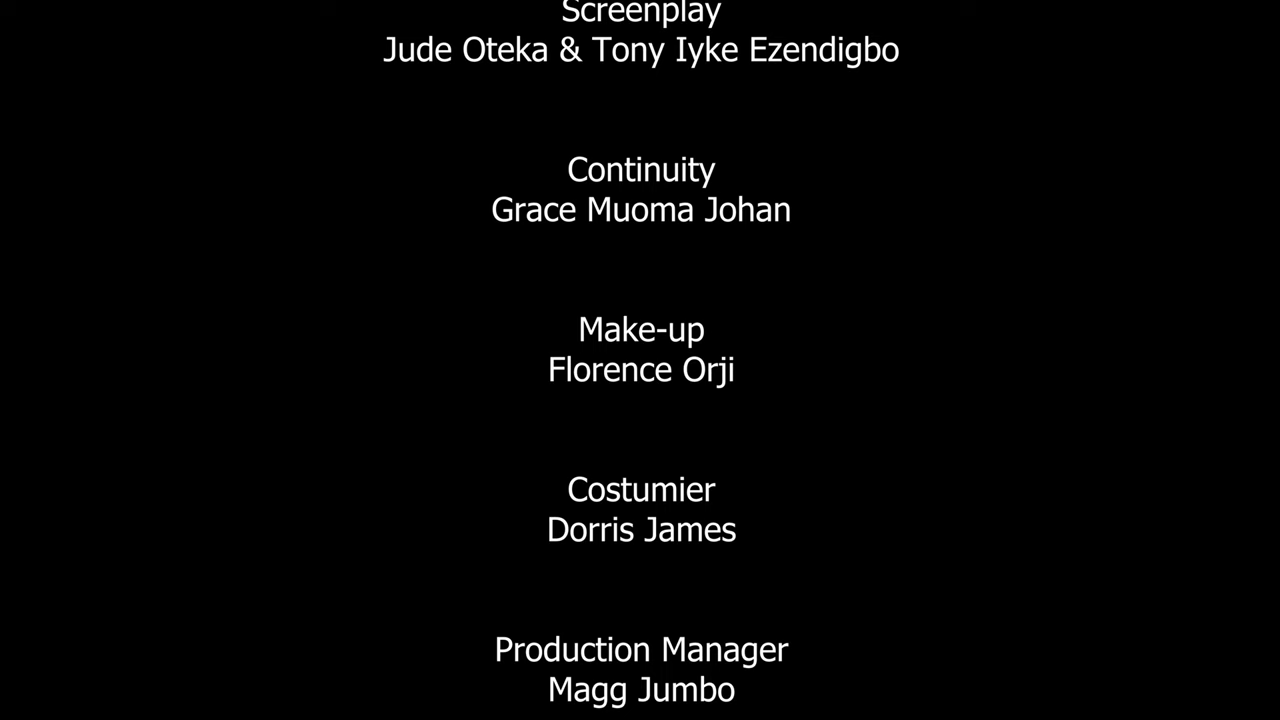 Screenplay
Jude Oteka & Tony Iyke Ezendigbo
Continuity
Grace Muoma Johan
Make-up
Florence Orji
Costumier
Dorris James
Production Manager
Magg Jumbo